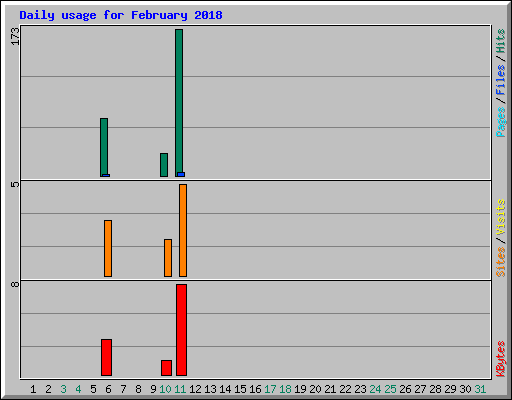 Daily usage for February 2018
173
5
8
Pages / Files / Hits
Sites / Visits
KBytes
1 2 3 4 5 6 7 8 9 10 11 12 13 14 15 16 17 18 19 20 21 22 23 24 25 26 27 28 29 30 31